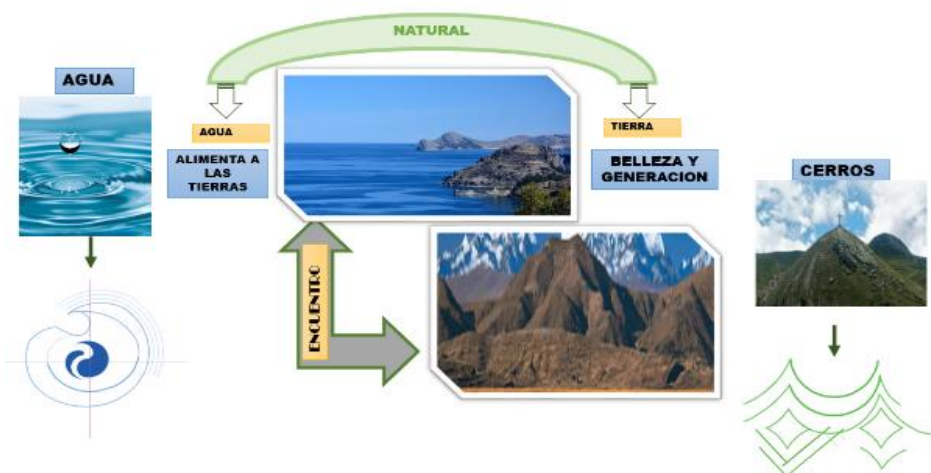 NATURAL
AGUA
AGUA
ALIMENTA A
LAS
TIERRAS
TIERRA
BELLEZA Y
GENERACION
CERROS
ENCUENTRO